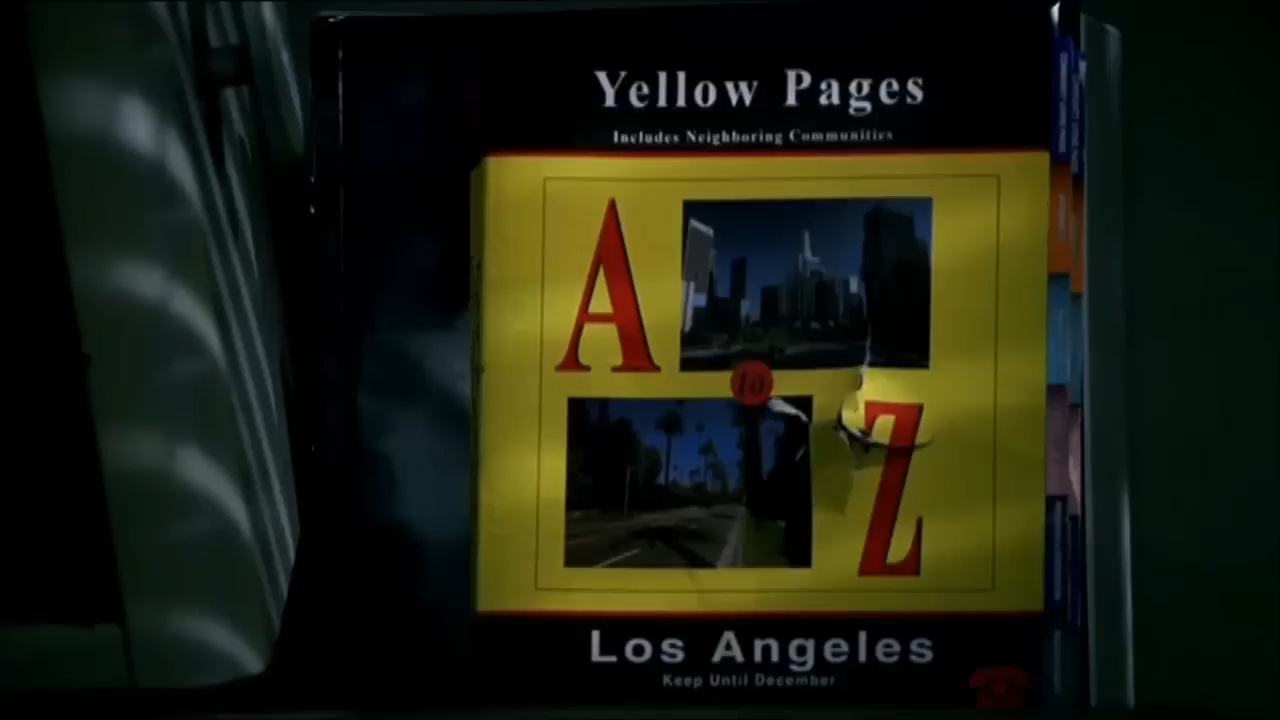 Yellow Pages
Includes Neighboring Communities
A
to
Z
Los Angeles
Keep Until December